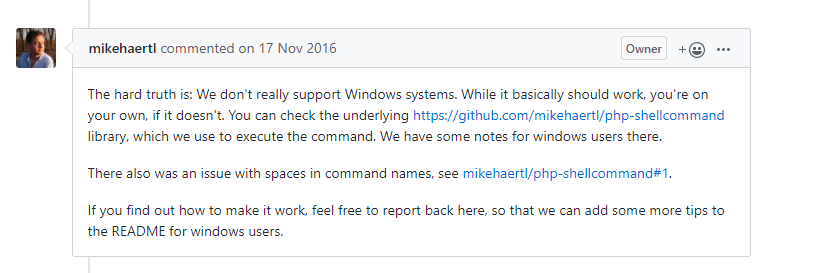 mikehaertl commented on 17 Nov 2016 Owner
The hard truth is: We don't really support Windows systems. While it basically should work, you're on
your own, if it doesn't. You can check the underlying https://github.com/mikehaertl/php-shellcommand
library, which we use to execute the command. We have some notes for windows users there.
There also was an issue with spaces in command names, see mikehaertl/php-shellcommand#1.
If you find out how to make it work, feel free to report back here, so that we can add some more tips to
the README for windows users.